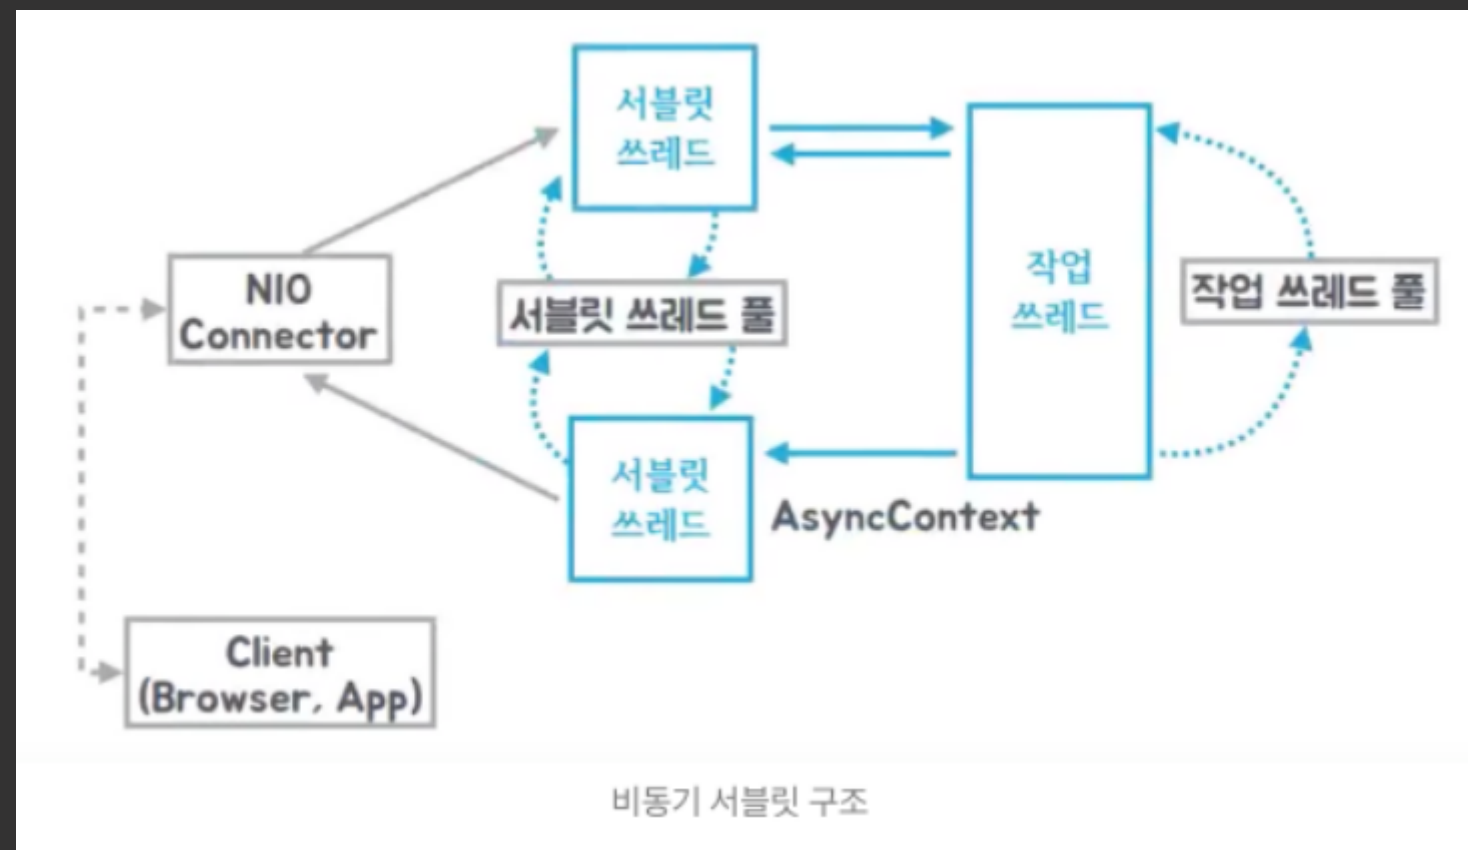 서블릿
쓰레드
작업
쓰레드
NIO
Connector
서블릿 쓰레드 풀
작업 쓰레드 풀
서블릿
쓰레드
AsyncContext
Client
(Browser, App)
비동기 서블릿 구조